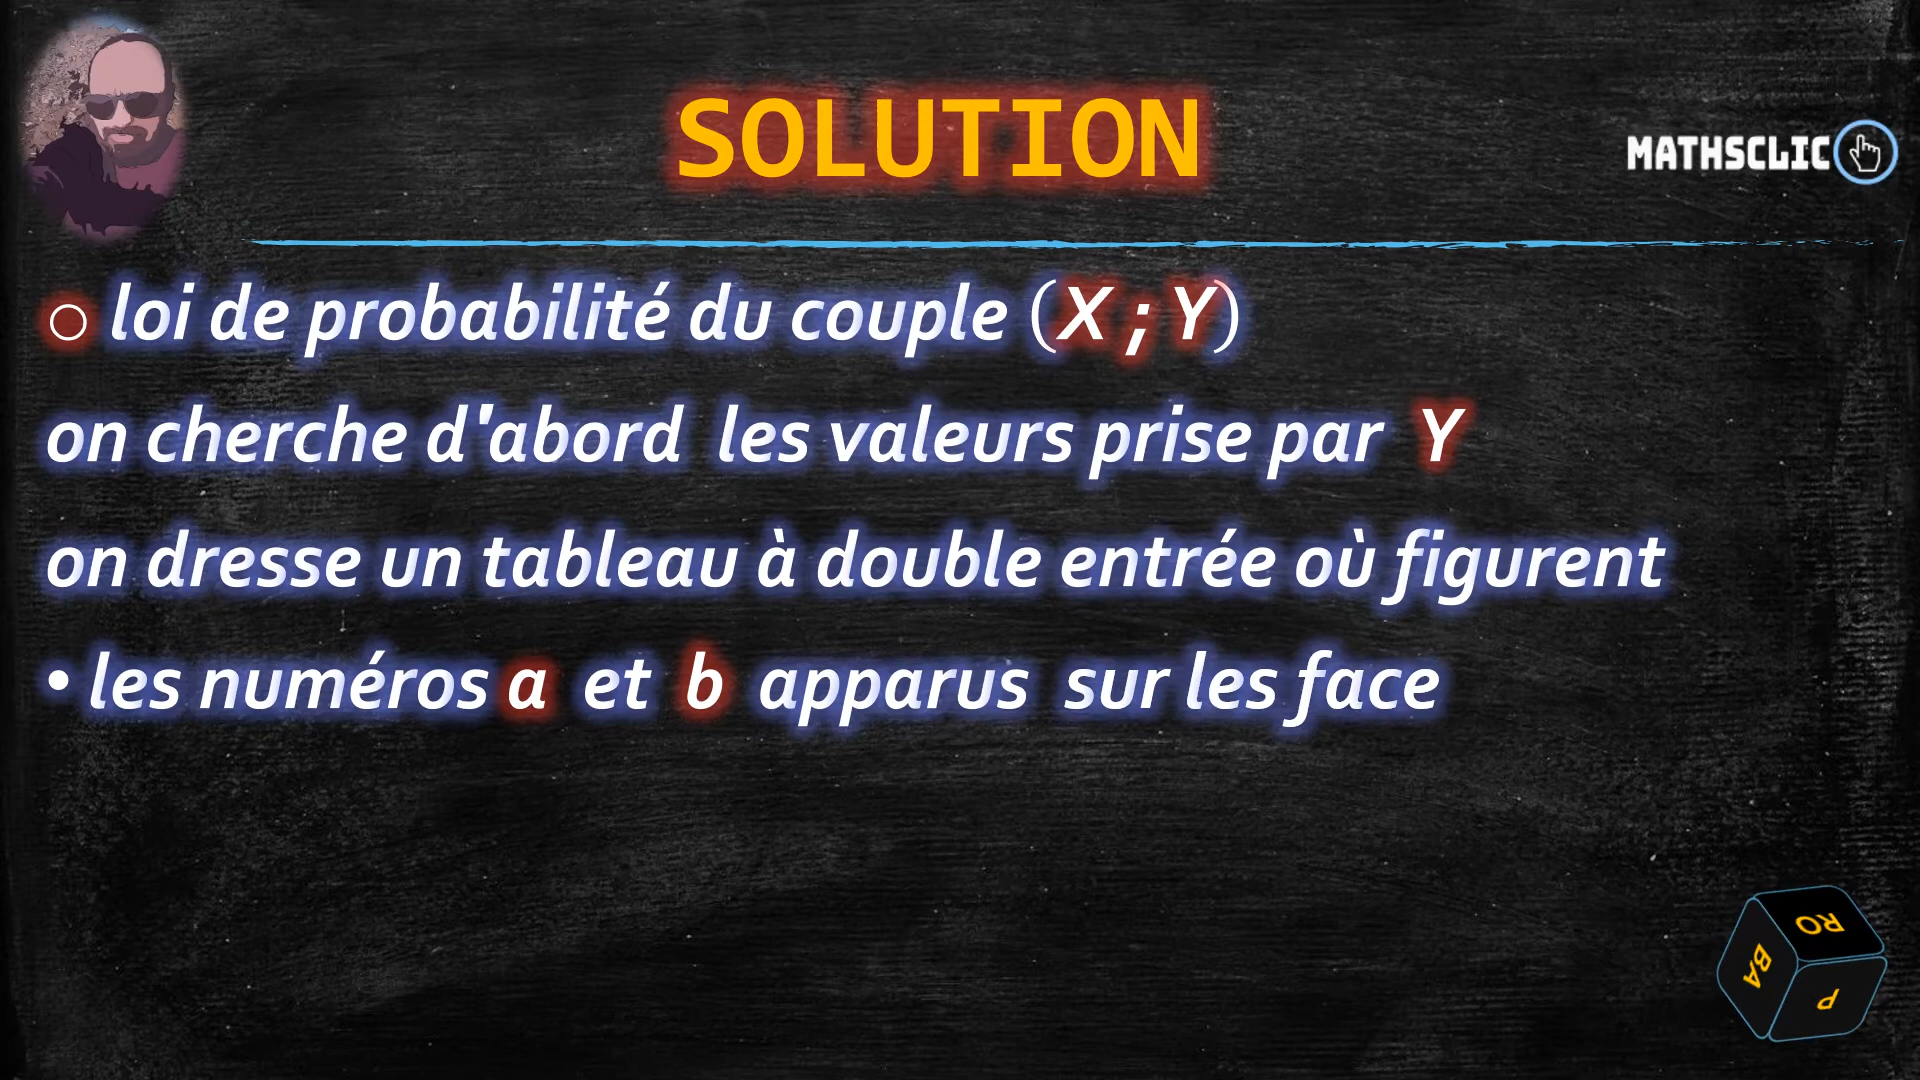 SOLUTION
MATHSCLIC
o loi de probabilité du couple (X ; Y)
on cherche d'abord les valeurs prise par Y
on dresse un tableau à double entrée où figurent
• les numéros a et b apparus sur les face
RO
BA
P